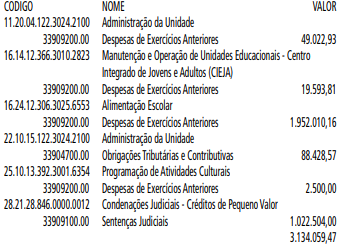 CODIGO NOME VALOR
11.20.04.122.3024.2100 Administração da Unidade
33909200.00 Despesas de Exercícios Anteriores 49.022,93
16.14.12.366.3010.2823 Manutenção e Operação de Unidades Educacionais - Centro
Integrado de Jovens e Adultos (CIEJA)
33909200.00 Despesas de Exercícios Anteriores 19.593,81
16.24.12.306.3025.6553 Alimentação Escolar
33909200.00 Despesas de Exercícios Anteriores 1.952.010,16
22.10.15.122.3024.2100 Administração da Unidade
33904700.00 Obrigações Tributárias e Contributivas 88.428,57
25.10.13.392.3001.6354 Programação de Atividades Culturais
33909200.00 Despesas de Exercícios Anteriores 2.500,00
28.21.28.846.0000.0012 Condenações Judiciais - Créditos de Pequeno Valor
33909100.00 Sentenças Judiciais 1.022.504,00
3.134.059,47